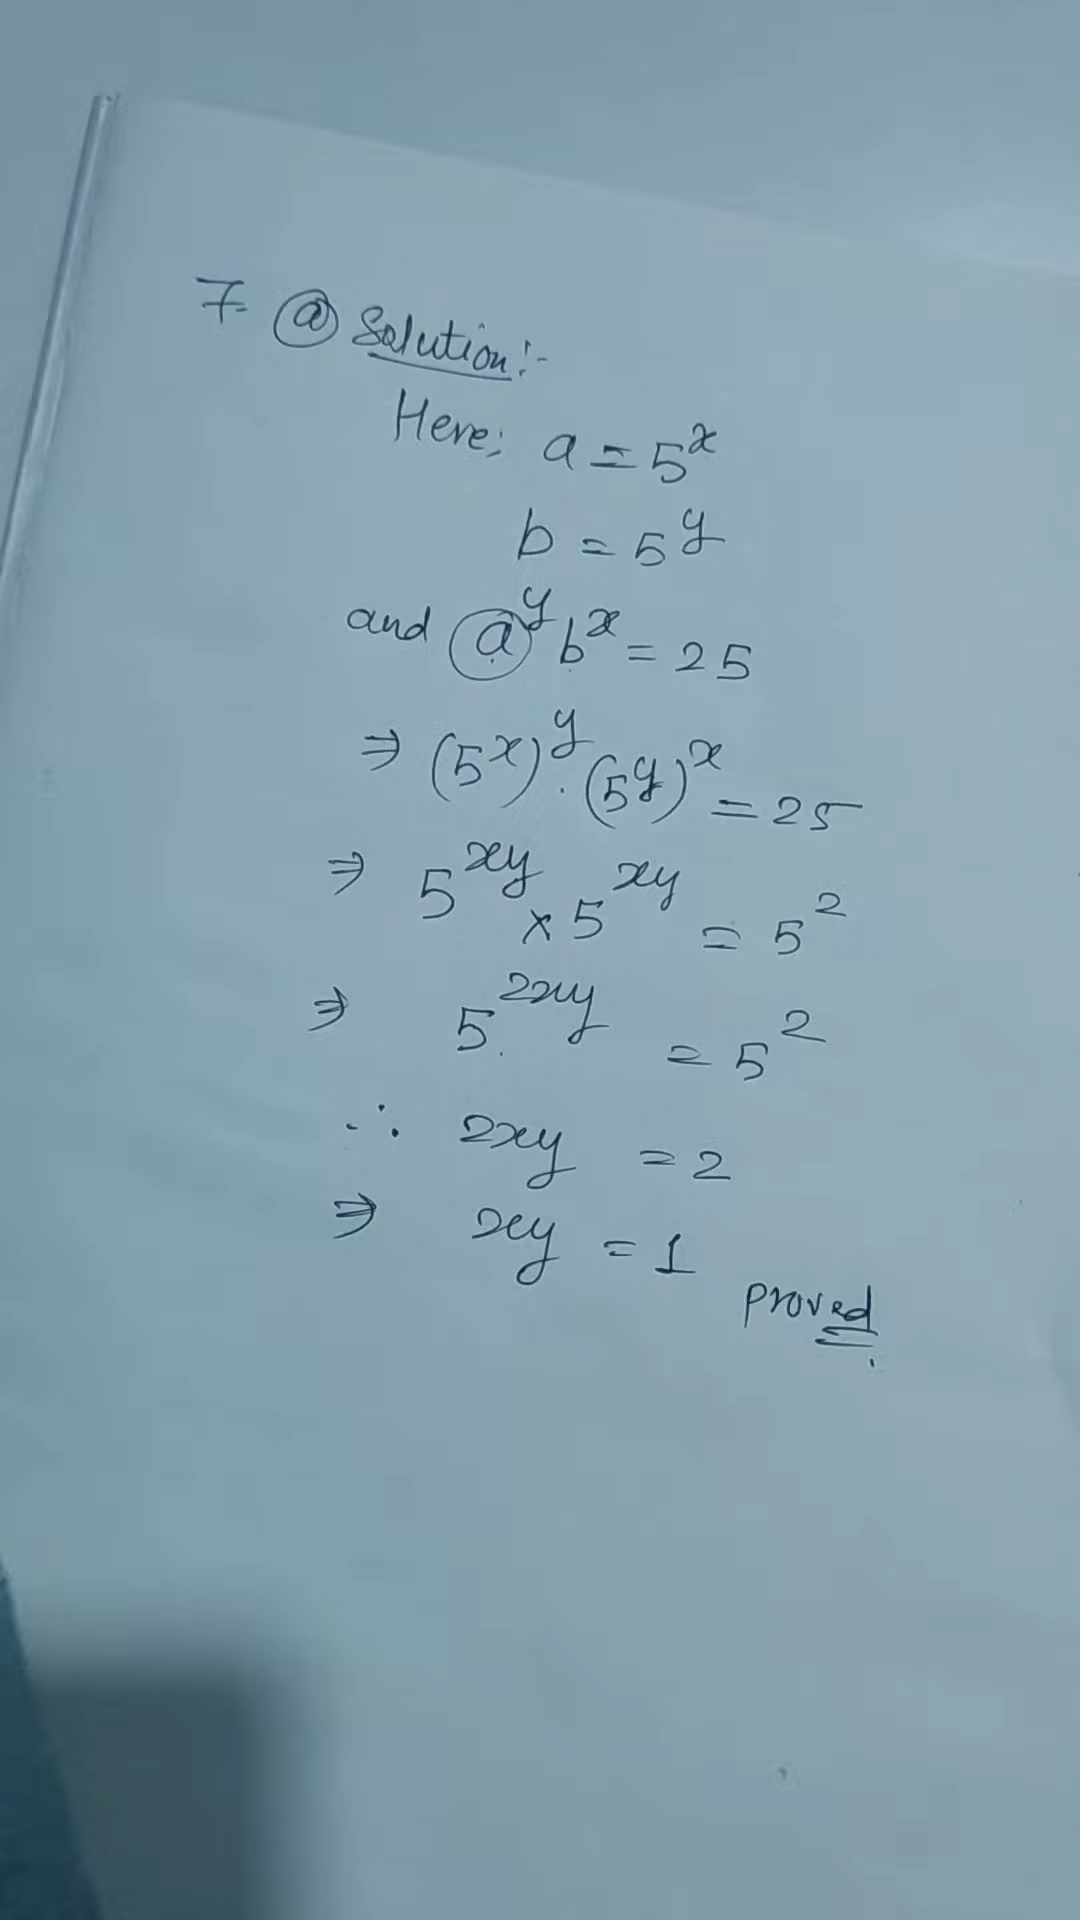 7. ⓐ Solution:-
Here; a = 5^x
b = 5^y
and a^y b^x = 25
⇒ (5^x)^y · (5^y)^x = 25
⇒ 5^xy × 5^xy = 5^2
⇒ 5^2xy = 5^2
∴ 2xy = 2
⇒ xy = 1
proved